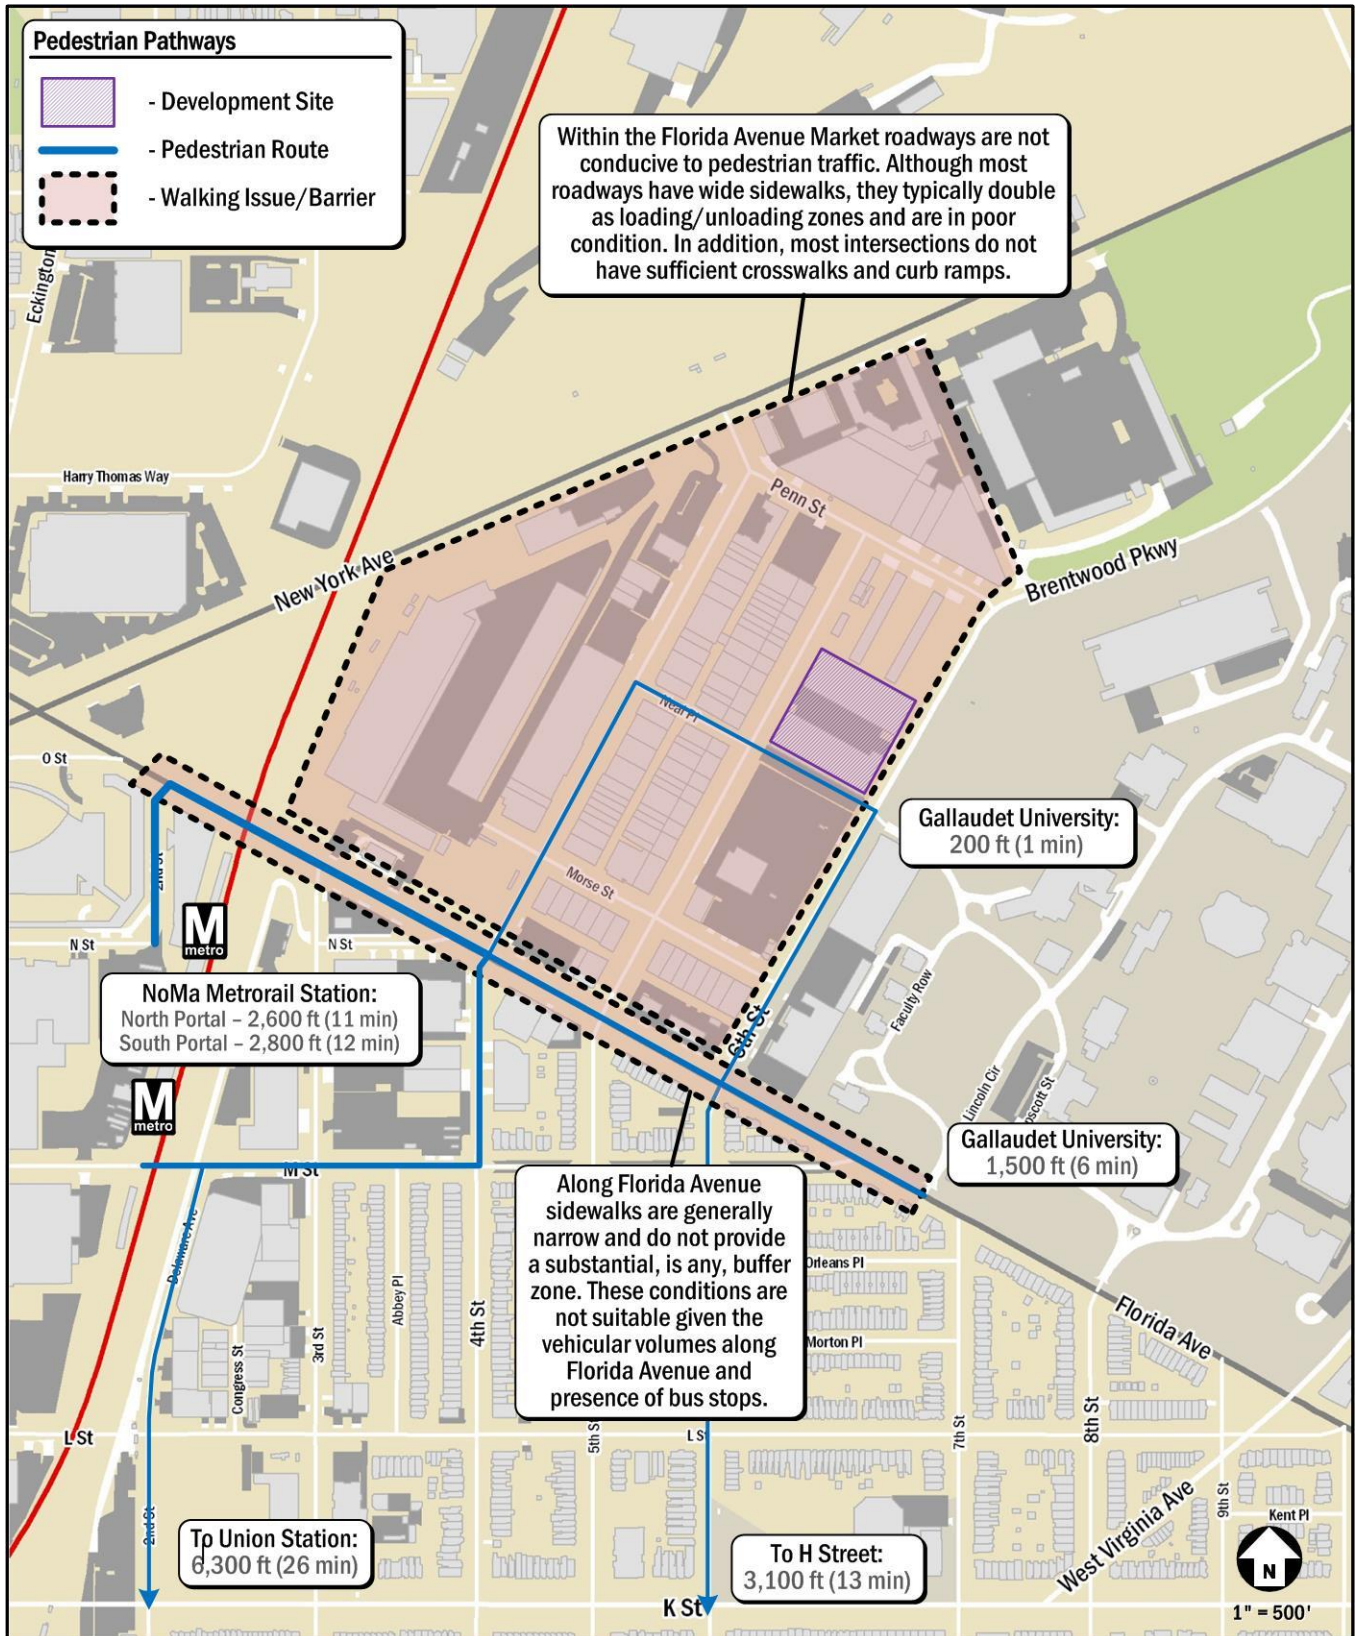 Pedestrian Pathways
- Development Site
- Pedestrian Route
- Walking Issue/Barrier
Within the Florida Avenue Market roadways are not
conducive to pedestrian traffic. Although most
roadways have wide sidewalks, they typically double
as loading/unloading zones and are in poor
condition. In addition, most intersections do not
have sufficient crosswalks and curb ramps.
Eckington
Harry Thomas Way
New York Ave
Penn St
Brentwood Pkwy
Neal Pl
O St
2nd St
Gallaudet University:
200 ft (1 min)
Morse St
N St
M
metro
N St
NoMa Metrorail Station:
North Portal – 2,600 ft (11 min)
South Portal – 2,800 ft (12 min)
Faculty Row
6th St
M
metro
Lincoln Cir
Gallaudet University:
1,500 ft (6 min)
M St
Along Florida Avenue
sidewalks are generally
narrow and do not provide
a substantial, is any, buffer
zone. These conditions are
not suitable given the
vehicular volumes along
Florida Avenue and
presence of bus stops.
Delaware Ave
Abbey Pl
Orleans Pl
Morton Pl
Florida Ave
4th St
3rd St
Congress St
8th St
7th St
5th St
L St
L St
West Virginia Ave
9th St
Kent Pl
2nd St
To Union Station:
6,300 ft (26 min)
To H Street:
3,100 ft (13 min)
K St
N
1" = 500'